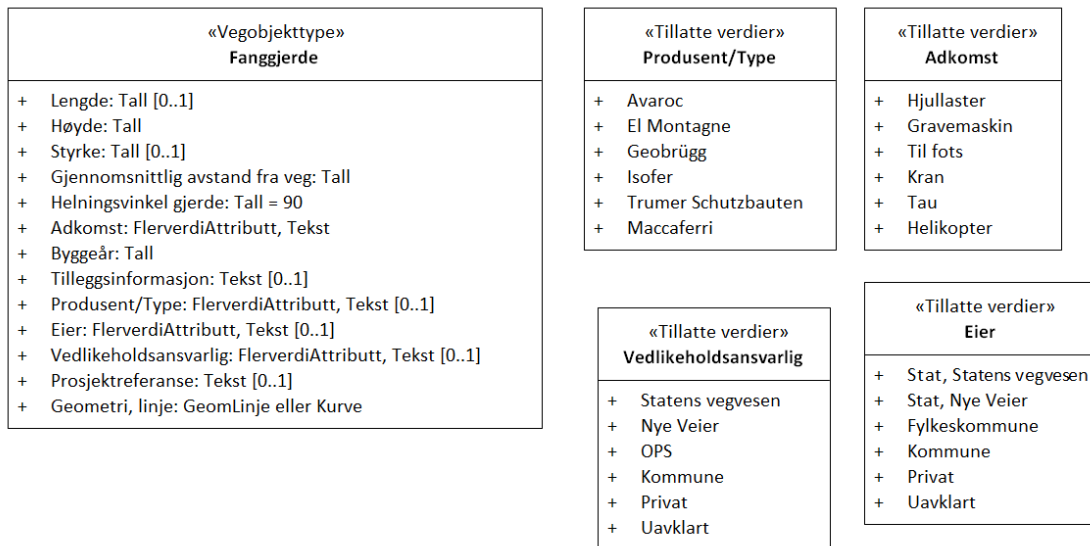 «Vegobjekttype»
Fanggjerde
+ Lengde: Tall [0..1]
+ Høyde: Tall
+ Styrke: Tall [0..1]
+ Gjennomsnittlig avstand fra veg: Tall
+ Helningsvinkel gjerde: Tall = 90
+ Adkomst: FlerverdiAttributt, Tekst
+ Byggeår: Tall
+ Tilleggsinformasjon: Tekst [0..1]
+ Produsent/Type: FlerverdiAttributt, Tekst [0..1]
+ Eier: FlerverdiAttributt, Tekst [0..1]
+ Vedlikeholdsansvarlig: FlerverdiAttributt, Tekst [0..1]
+ Prosjektreferanse: Tekst [0..1]
+ Geometri, linje: GeomLinje eller Kurve
«Tillatte verdier»
Produsent/Type
+ Avaroc
+ El Montagne
+ Geobrügg
+ Isofer
+ Trumer Schutzbauten
+ Maccaferri
«Tillatte verdier»
Adkomst
+ Hjullaster
+ Gravemaskin
+ Til fots
+ Kran
+ Tau
+ Helikopter
«Tillatte verdier»
Vedlikeholdsansvarlig
+ Statens vegvesen
+ Nye Veier
+ OPS
+ Kommune
+ Privat
+ Uavklart
«Tillatte verdier»
Eier
+ Stat, Statens vegvesen
+ Stat, Nye Veier
+ Fylkeskommune
+ Kommune
+ Privat
+ Uavklart